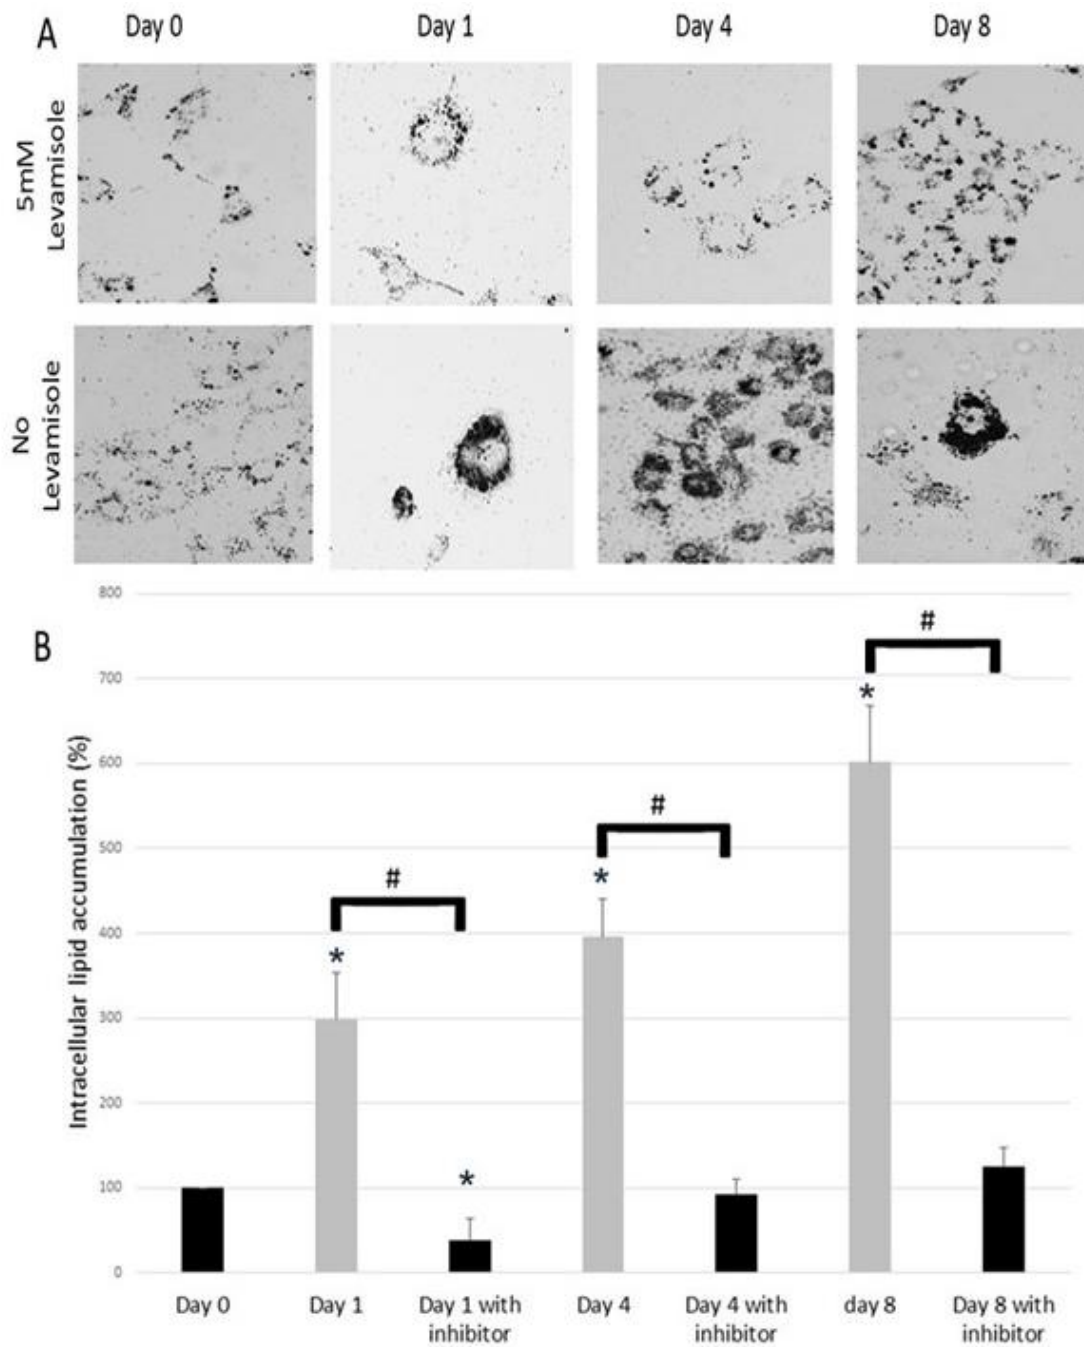 A
Day 0
Day 1
Day 4
Day 8
5mM
Levamisole
No
Levamisole
B
Intracellular lipid accumulation (%)
800
700
600
500
400
300
200
100
0
#
*
#
*
#
*
*
Day 0
Day 1
Day 1 with
inhibitor
Day 4
Day 4 with
inhibitor
day 8
Day 8 with
inhibitor